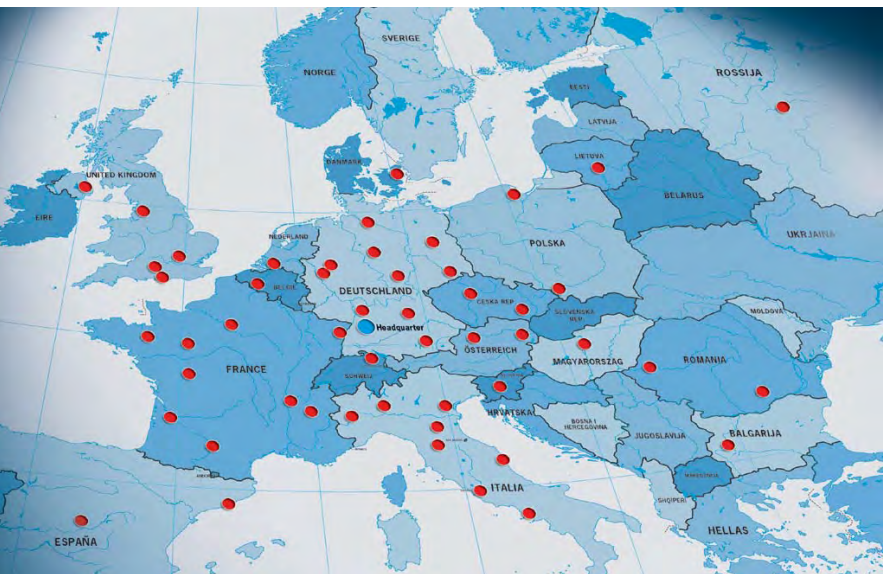 SVERIGE
NORGE
ROSSIJA
EESTI
LATVIJA
DANMARK
LIETUVA
UNITED KINGDOM
BELARUS
EIRE
NEDERLAND
POLSKA
UKRJAINA
DEUTSCHLAND
BELGIE
CESKA REP.
SLOVENSKA
REP.
MOLDOVA
Headquarter
ÖSTERREICH
MAGYARORSZAG
ROMANIA
FRANCE
SCHWEIZ
HRVATSKA
BOSNA I
HERCEGOVINA
JUGOSLAVIJA
BALGARIJA
MAKEDONIJA
ITALIA
SHQIPERI
HELLAS
ESPAÑA